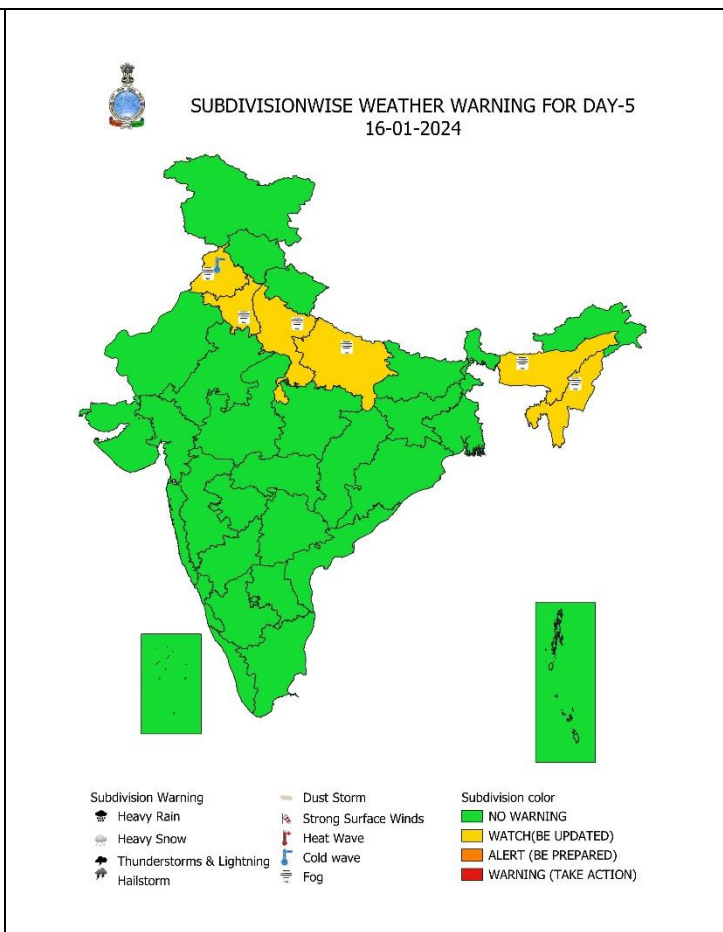 SUBDIVISIONWISE WEATHER WARNING FOR DAY-5
16-01-2024
Subdivision Warning
Heavy Rain
Heavy Snow
Thunderstorms & Lightning
Hailstorm
Dust Storm
Strong Surface Winds
Heat Wave
Cold wave
Fog
Subdivision color
NO WARNING
WATCH(BE UPDATED)
ALERT (BE PREPARED)
WARNING (TAKE ACTION)